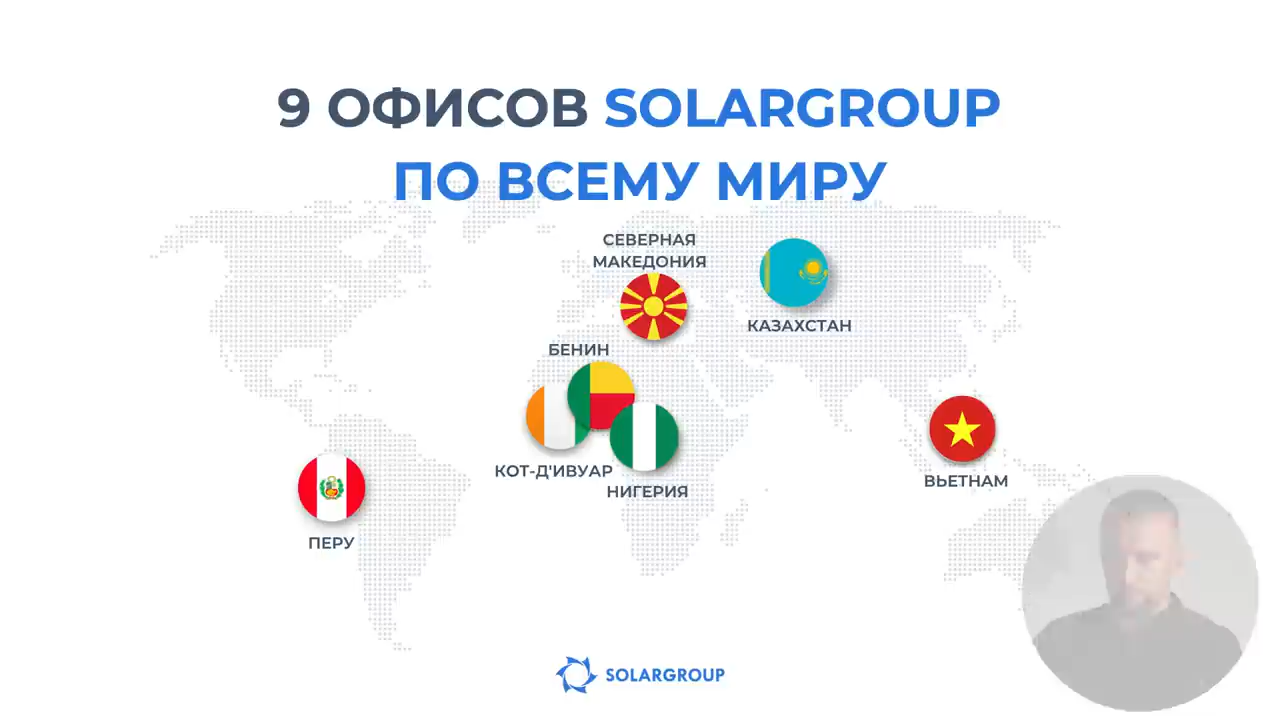 9 ОФИСОВ SOLARGROUP
ПО ВСЕМУ МИРУ
СЕВЕРНАЯ
МАКЕДОНИЯ
КАЗАХСТАН
БЕНИН
КОТ-Д'ИВУАР
НИГЕРИЯ
ВЬЕТНАМ
ПЕРУ
SOLARGROUP